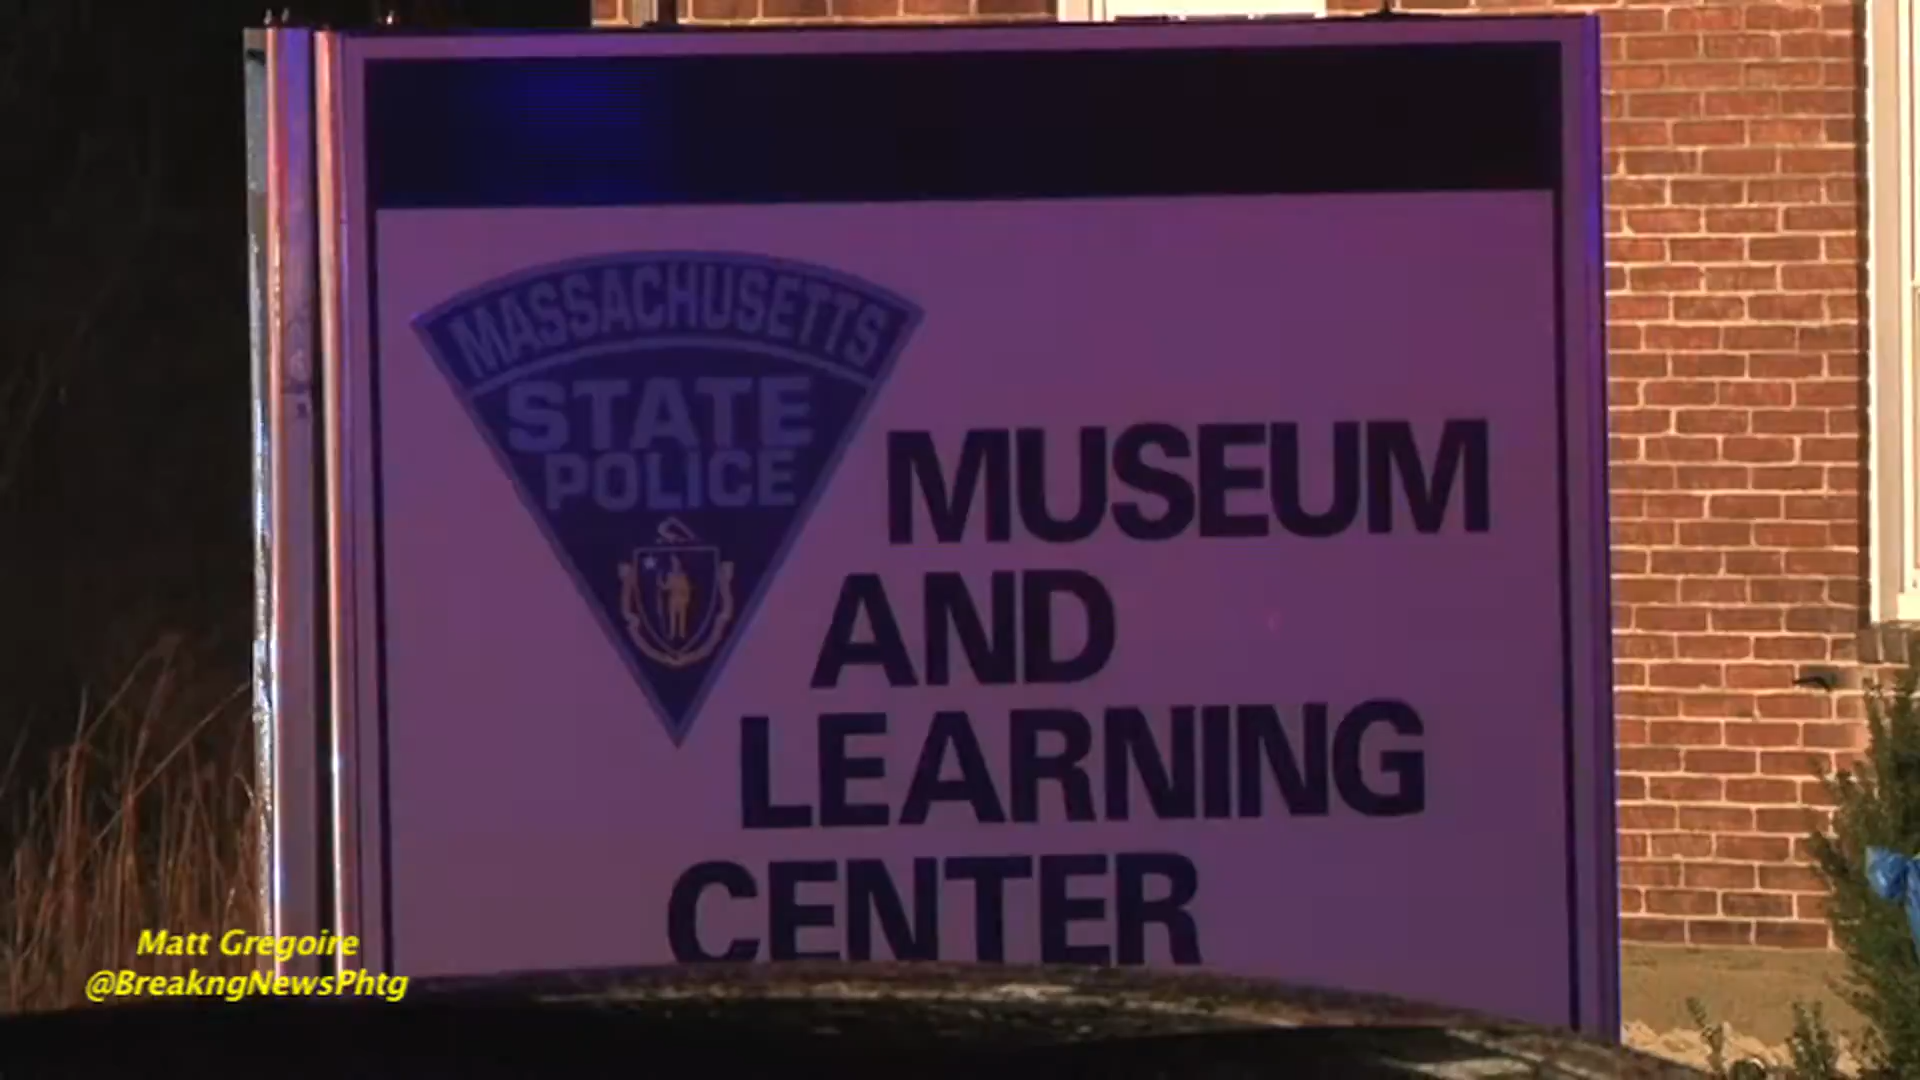 MASSACHUSETTS
STATE
POLICE
MUSEUM
AND
LEARNING
CENTER
Matt Gregoire
@BreakngNewsPhtg